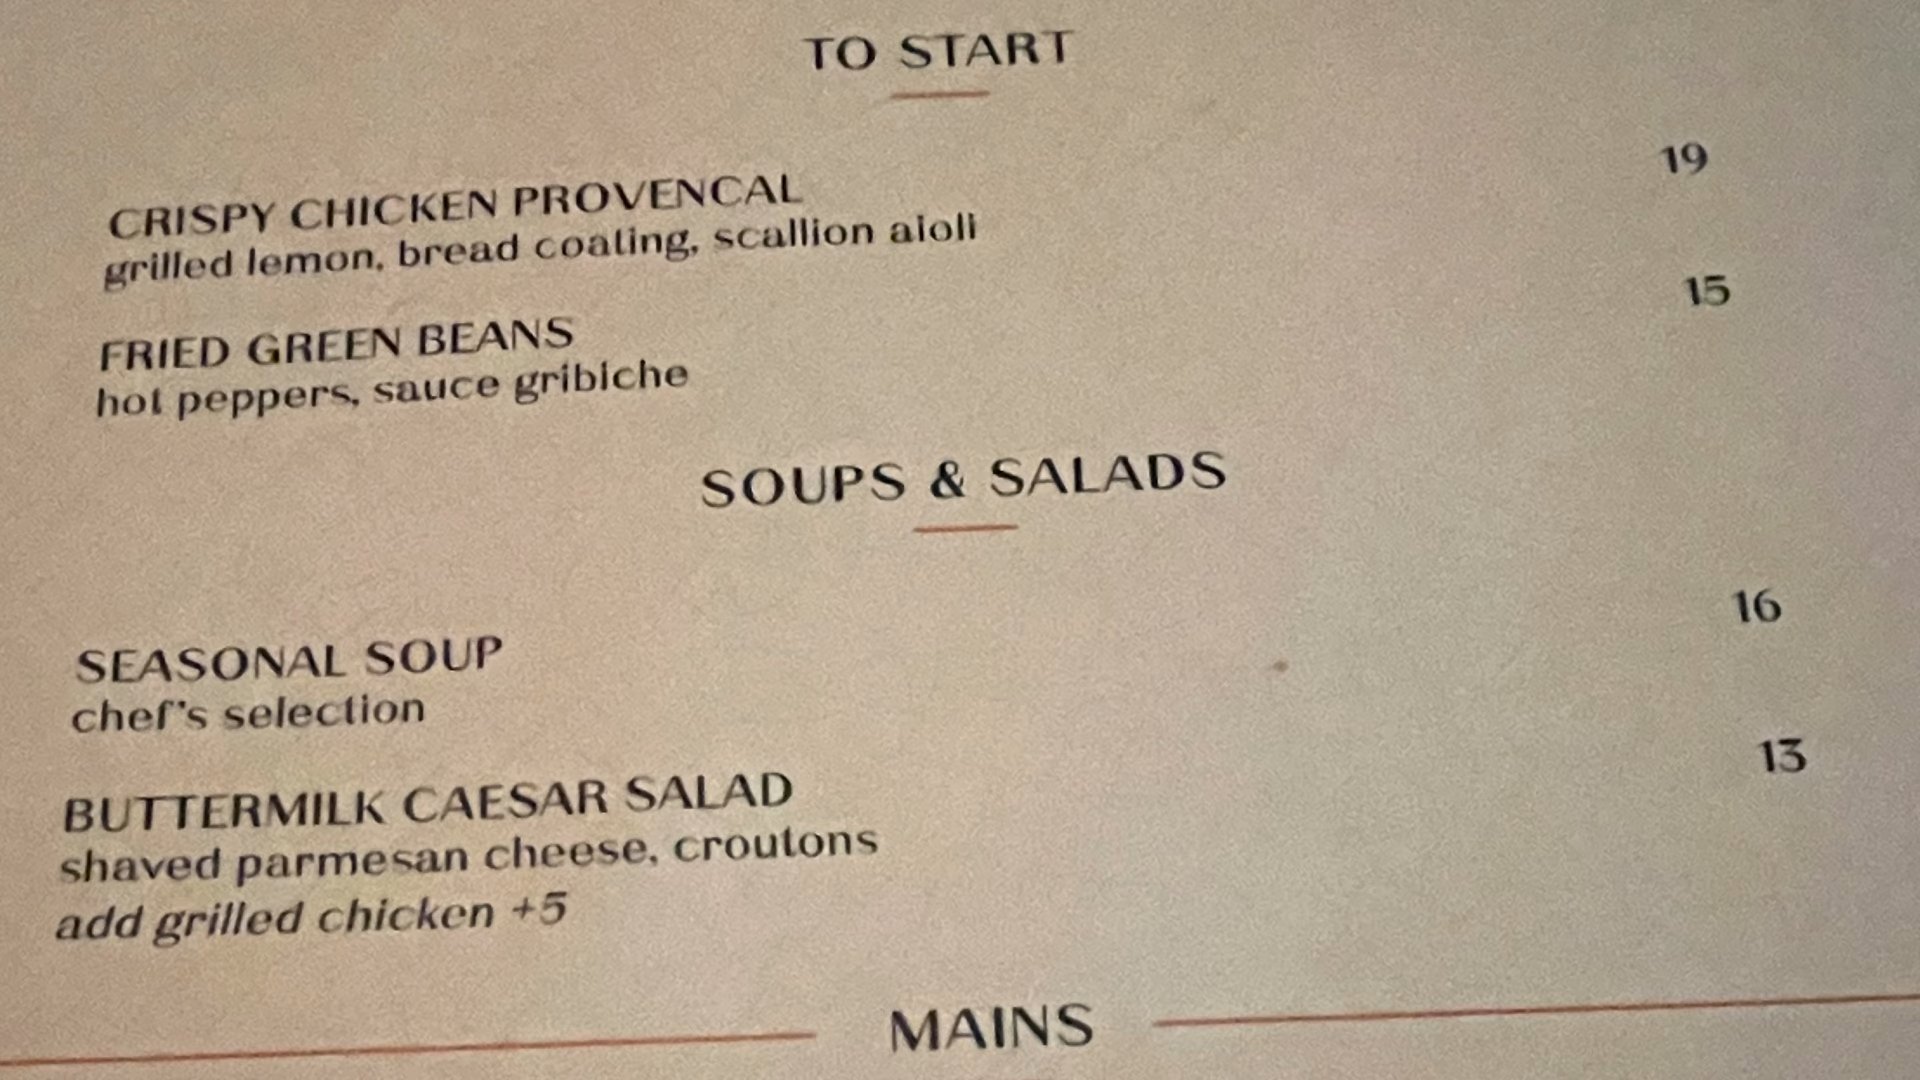 TO START
CRISPY CHICKEN PROVENCAL 19
grilled lemon, bread coating, scallion aioli
FRIED GREEN BEANS 15
hot peppers, sauce gribiche
SOUPS & SALADS
SEASONAL SOUP 16
chef's selection
BUTTERMILK CAESAR SALAD 13
shaved parmesan cheese, croutons
add grilled chicken +5
MAINS